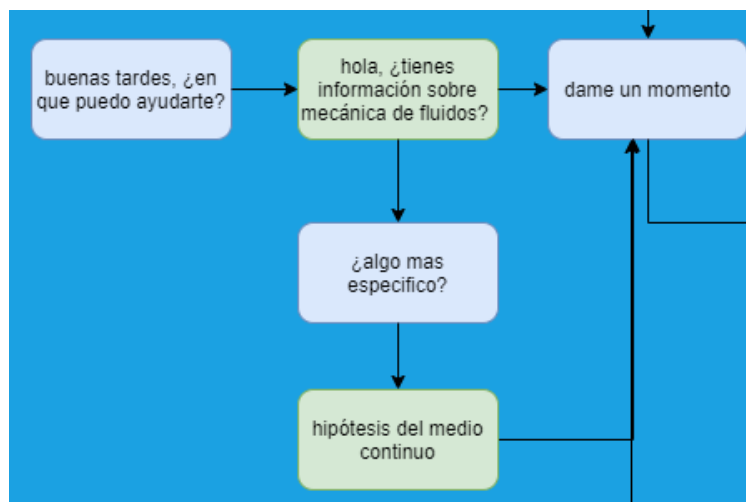 buenas tardes, ¿en
que puedo ayudarte?
hola, ¿tienes
información sobre
mecánica de fluidos?
dame un momento
¿algo mas
especifico?
hipótesis del medio
continuo